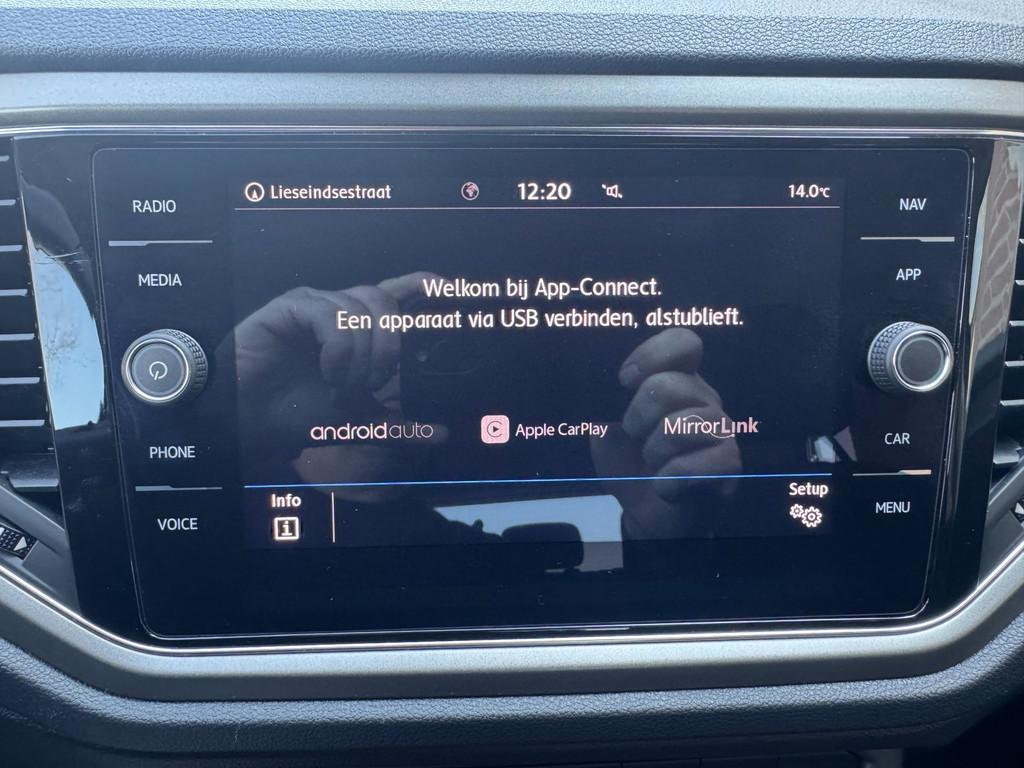 Lieseindsestraat 12:20 14.0°C
RADIO
MEDIA
PHONE
VOICE
Welkom bij App-Connect.
Een apparaat via USB verbinden, alstublieft.
androidauto Apple CarPlay MirrorLink
Info Setup
NAV
APP
CAR
MENU